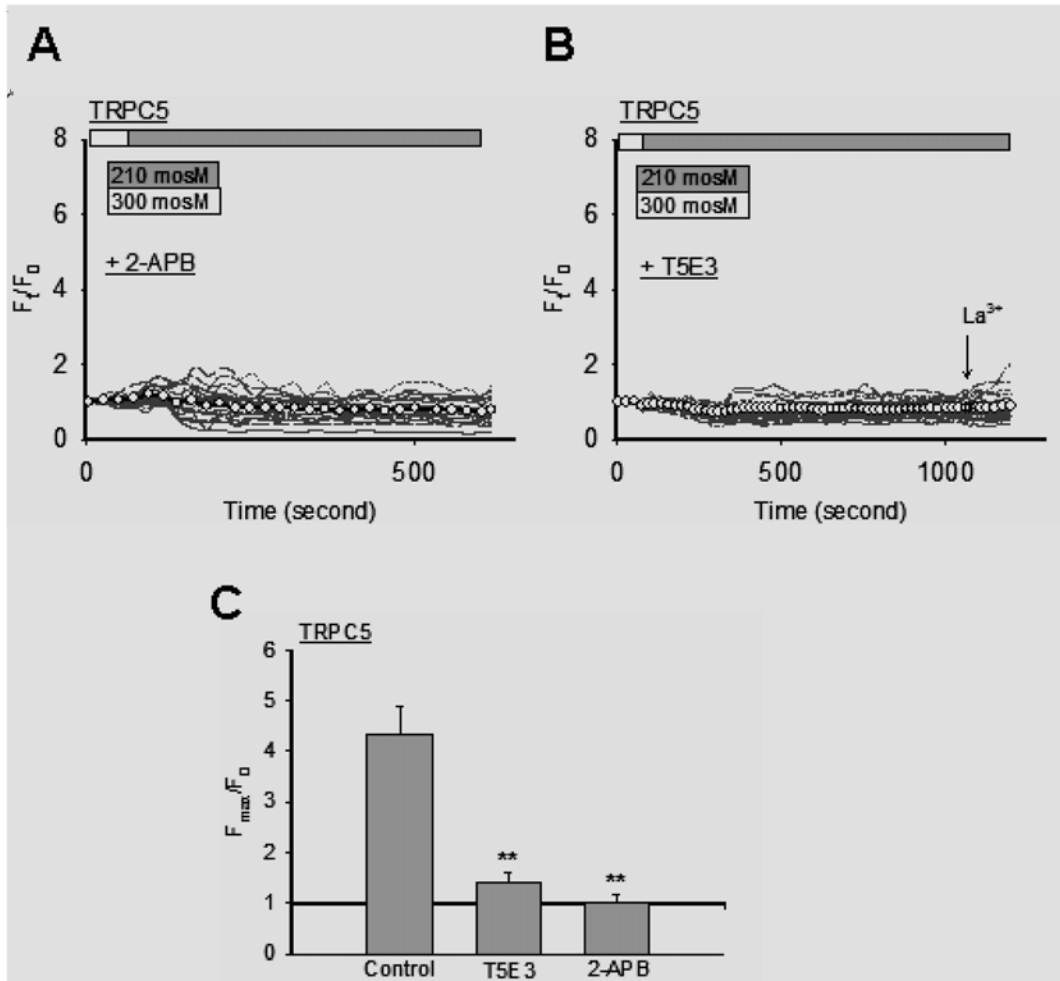 A
TRPC5
8
6
4
2
0
210 mosM
300 mosM
+ 2-APB
Fₜ/F₀
0 500
Time (second)
B
TRPC5
8
6
4
2
0
210 mosM
300 mosM
+ T5E3
La³⁺
Fₜ/F₀
0 500 1000
Time (second)
C
TRPC5
6
5
4
3
2
1
0
F max/F₀
**
**
Control T5E3 2-APB